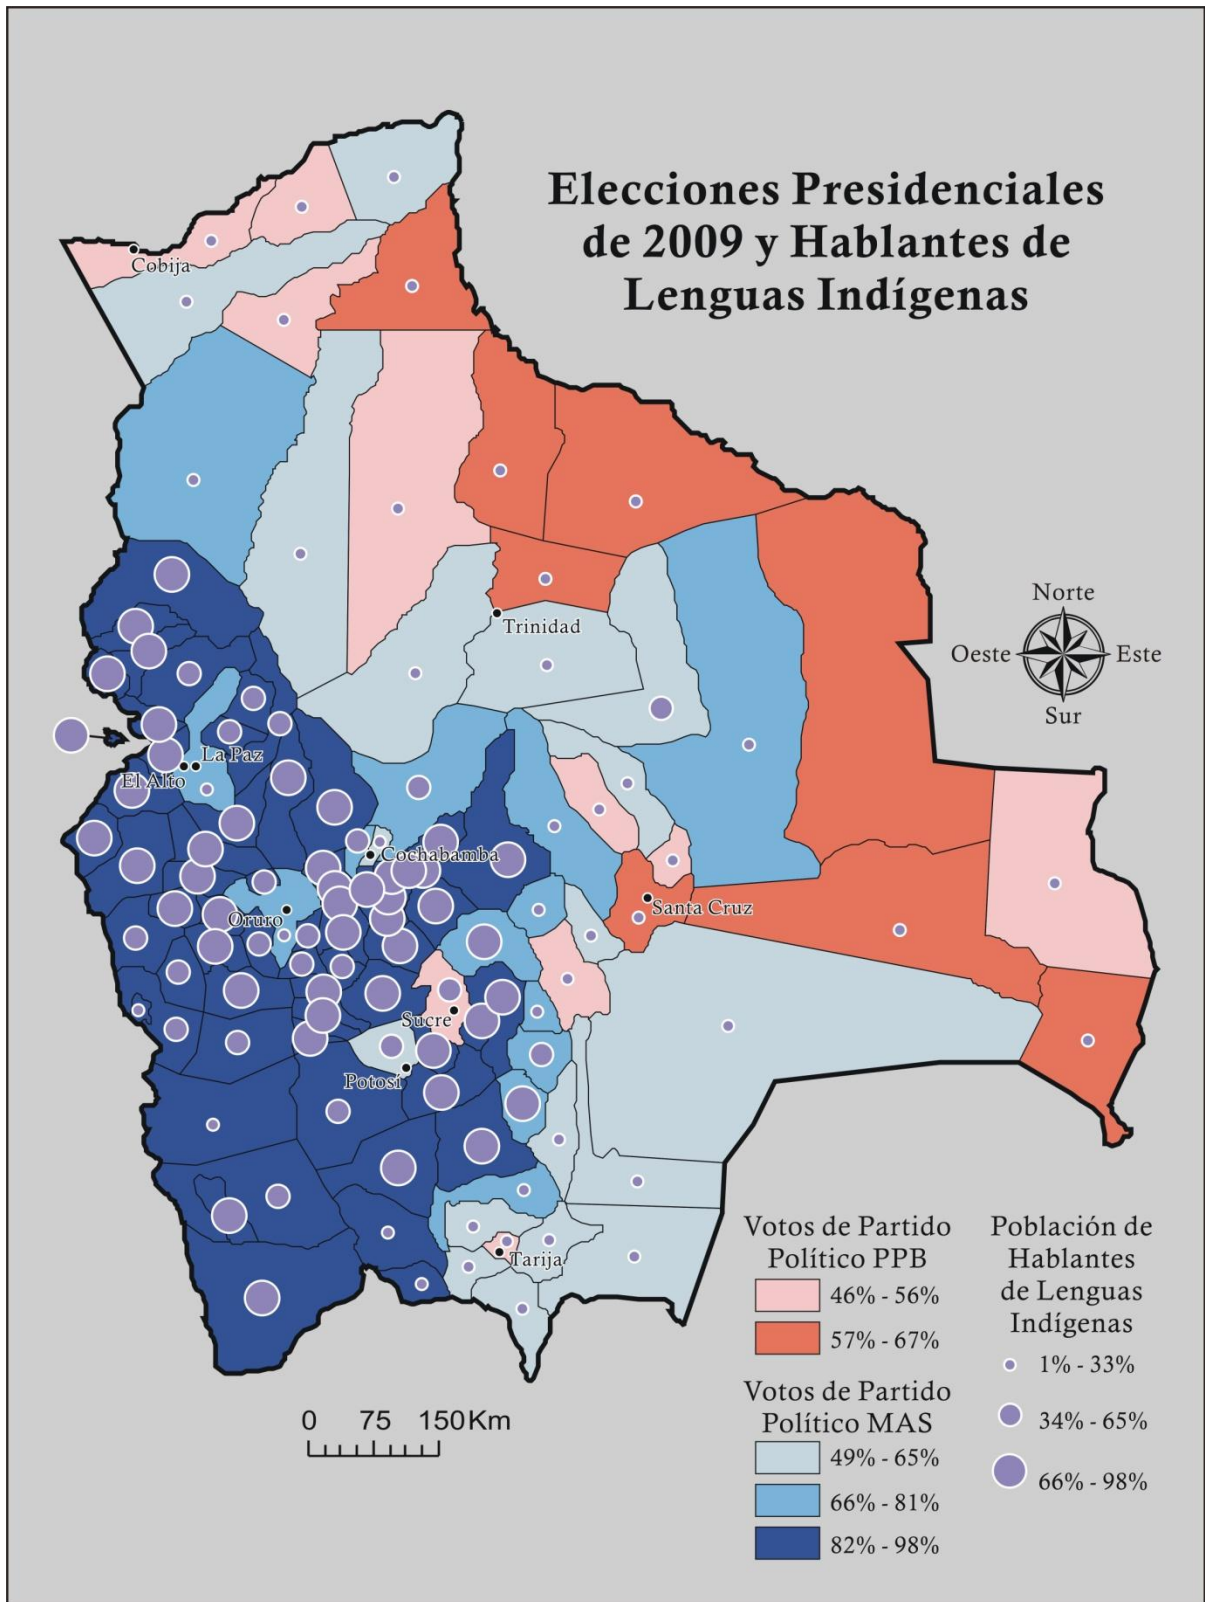 Elecciones Presidenciales
de 2009 y Hablantes de
Lenguas Indígenas
Cobija
Norte
Oeste
Este
Sur
Trinidad
La Paz
El Alto
Cochabamba
Santa Cruz
Oruro
Sucre
Potosí
Tarija
Votos de Partido
Político PPB
46% - 56%
57% - 67%
Votos de Partido
Político MAS
49% - 65%
66% - 81%
82% - 98%
Población de
Hablantes
de Lenguas
Indígenas
1% - 33%
34% - 65%
66% - 98%
0 75 150 Km